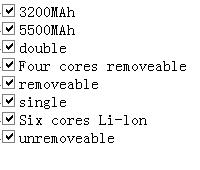 3200MAh
5500MAh
double
Four cores removeable
removeable
single
Six cores Li-lon
unremoveable